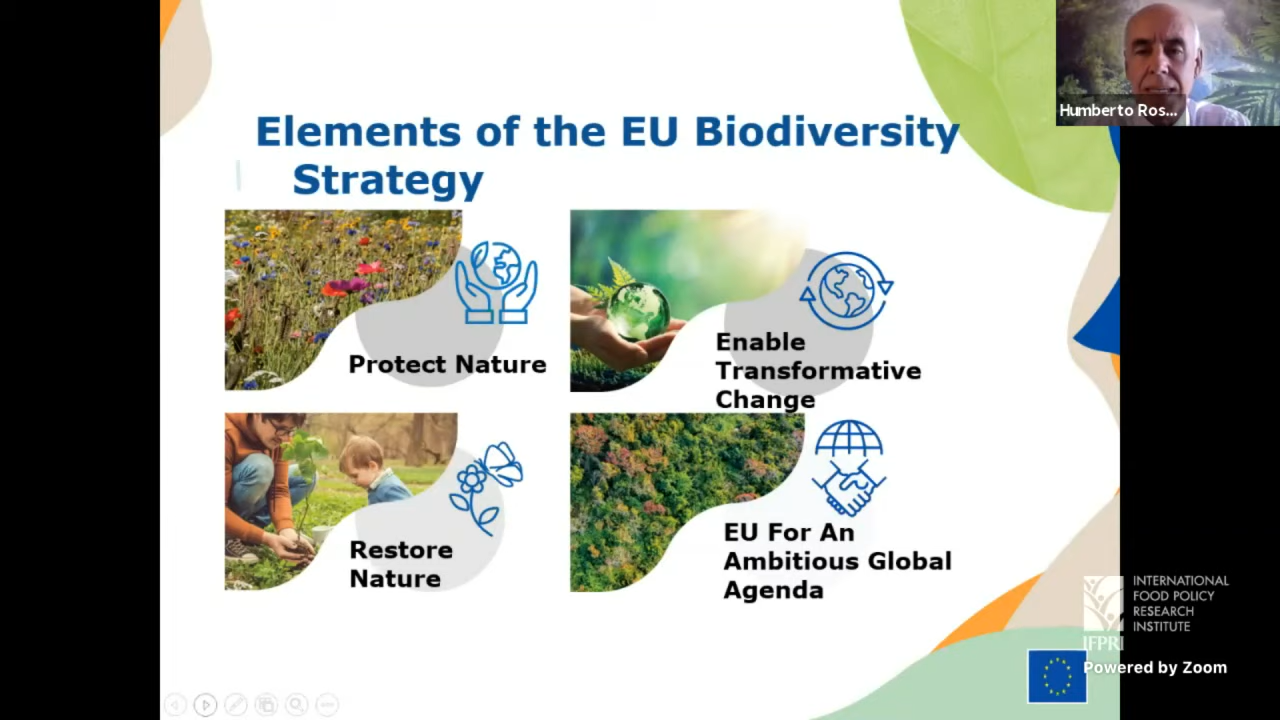 Elements of the EU Biodiversity
Strategy
Humberto Ros...
Protect Nature
Enable
Transformative
Change
Restore
Nature
EU For An
Ambitious Global
Agenda
INTERNATIONAL
FOOD POLICY
RESEARCH
INSTITUTE
IFPRI
Powered by Zoom